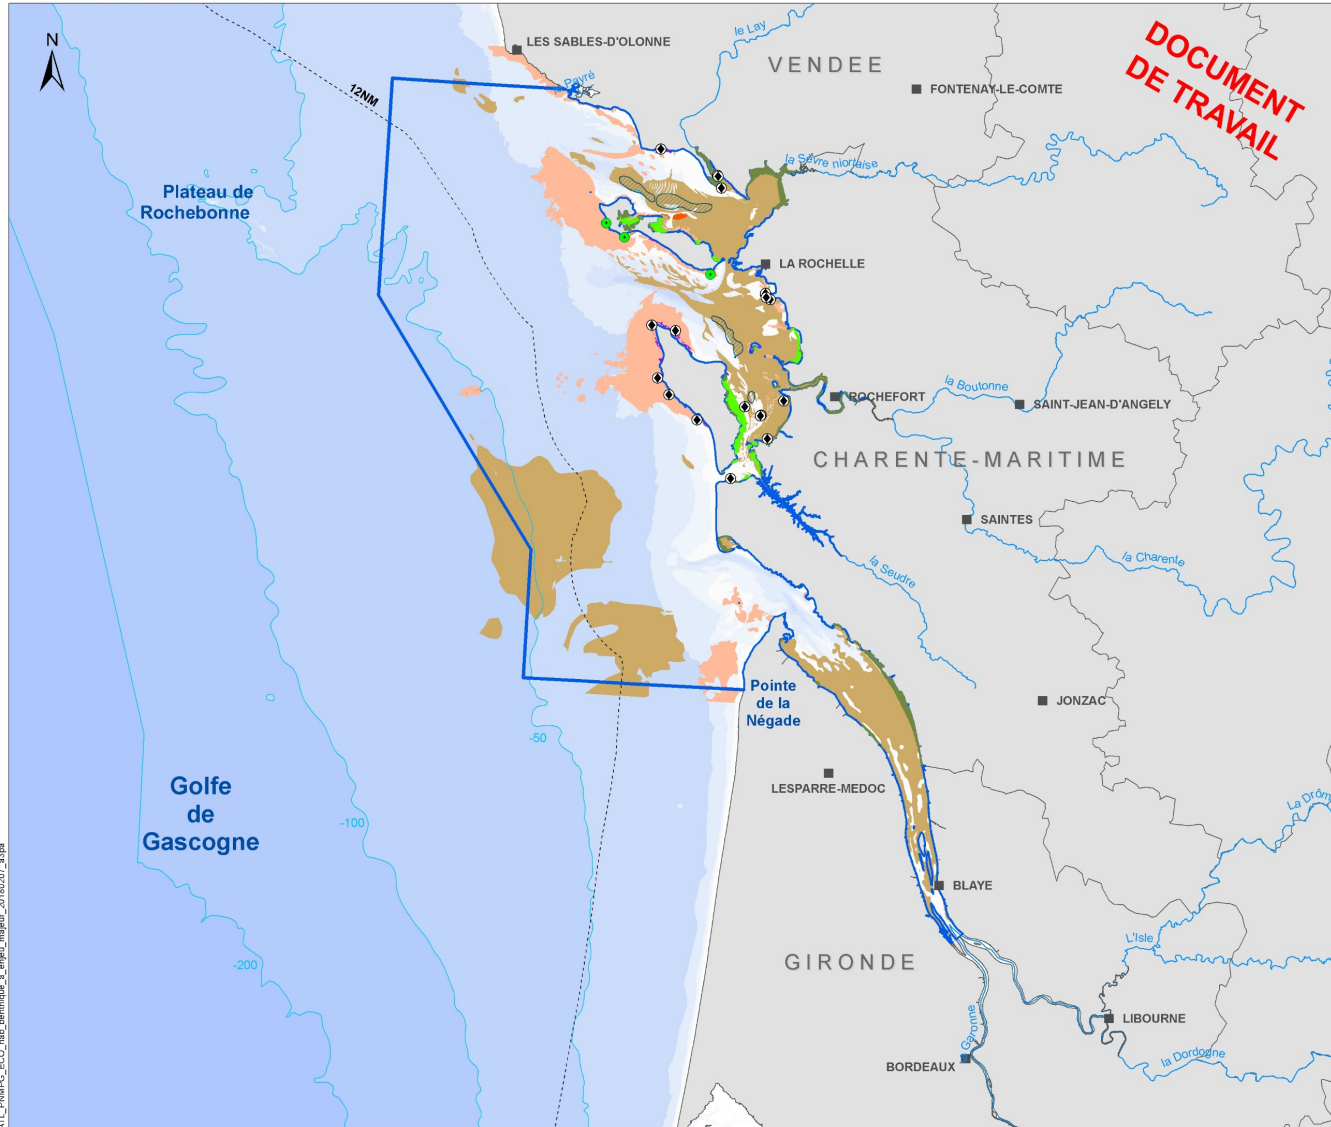 N
12NM
LES SABLES-D'OLONNE
le Lay
VENDEE
DOCUMENT
DE TRAVAIL
FONTENAY-LE-COMTE
Payré
la Sèvre niortaise
Plateau de
Rochebonne
LA ROCHELLE
la Boutonne
ROCHEFORT
SAINT-JEAN-D'ANGELY
CHARENTE-MARITIME
SAINTES
la Charente
la Seudre
Pointe
de la
Négade
JONZAC
-50
LESPARRE-MEDOC
Golfe
de
Gascogne
-100
La Drôm
BLAYE
L'Isle
-200
GIRONDE
LIBOURNE
Garonne
BORDEAUX
la Dordogne